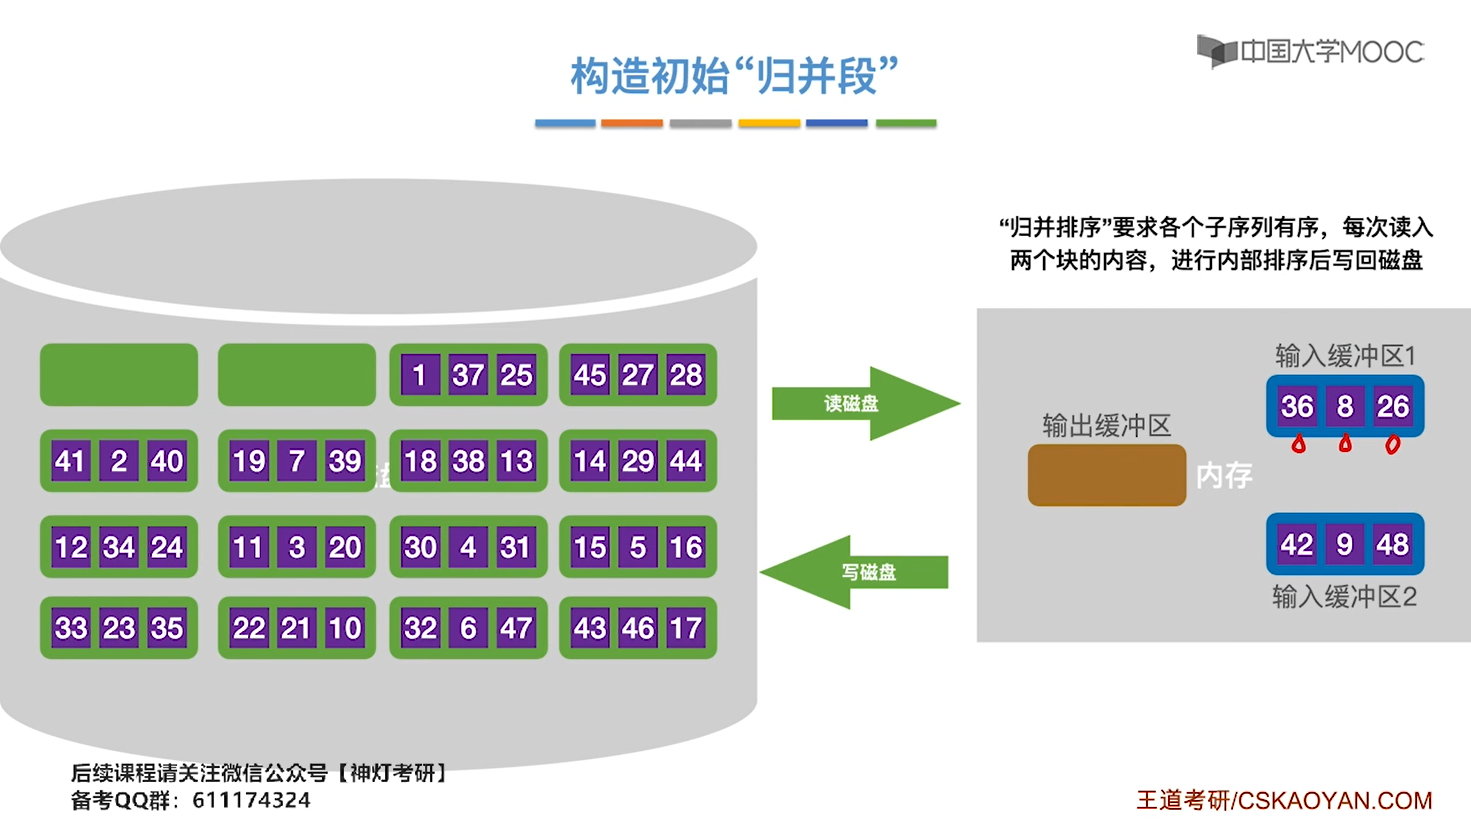 中国大学MOOC
构造初始“归并段”
“归并排序”要求各个子序列有序，每次读入
两个块的内容，进行内部排序后写回磁盘
1 37 25 45 27 28
41 2 40 19 7 39 18 38 13 14 29 44
盘
12 34 24 11 3 20 30 4 31 15 5 16
33 23 35 22 21 10 32 6 47 43 46 17
读磁盘
写磁盘
输入缓冲区1
36 8 26
输出缓冲区
内存
42 9 48
输入缓冲区2
后续课程请关注微信公众号【神灯考研】
备考QQ群：611174324
王道考研/CSKAOYAN.COM